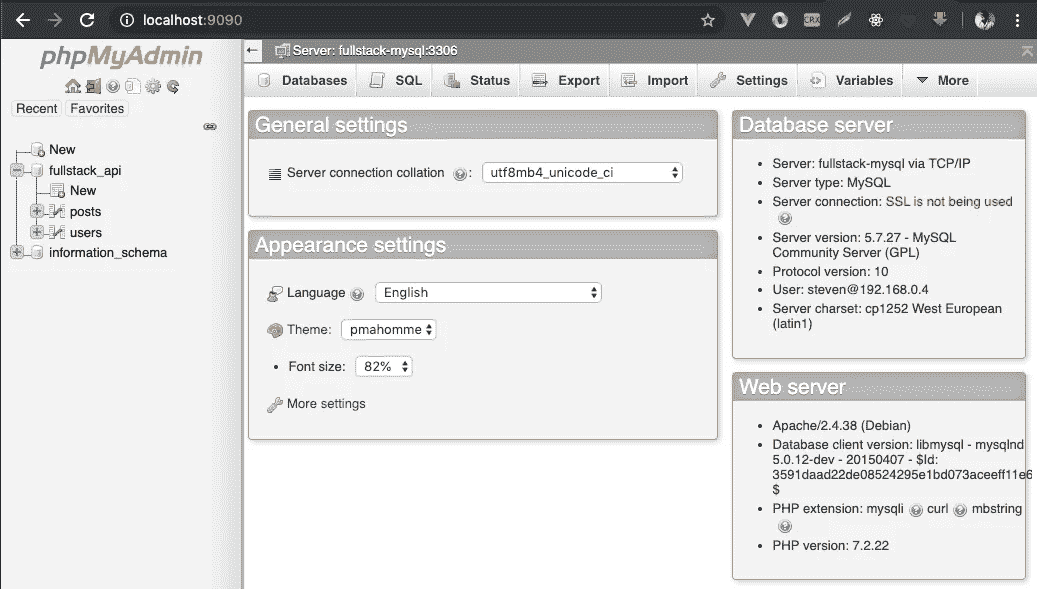 localhost:9090
CRX
phpMyAdmin
Recent Favorites
New
fullstack_api
New
posts
users
information_schema
Server: fullstack-mysql:3306
Databases SQL Status Export Import Settings Variables More
General settings
Server connection collation : utf8mb4_unicode_ci
Appearance settings
Language English
Theme: pmahomme
• Font size: 82%
More settings
Database server
• Server: fullstack-mysql via TCP/IP
• Server type: MySQL
• Server connection: SSL is not being used
• Server version: 5.7.27 - MySQL
Community Server (GPL)
• Protocol version: 10
• User: steven@192.168.0.4
• Server charset: cp1252 West European
(latin1)
Web server
• Apache/2.4.38 (Debian)
• Database client version: libmysql - mysqlnd
5.0.12-dev - 20150407 - $Id:
3591daad22de08524295e1bd073aceeff11e6
$
• PHP extension: mysqli curl mbstring
• PHP version: 7.2.22